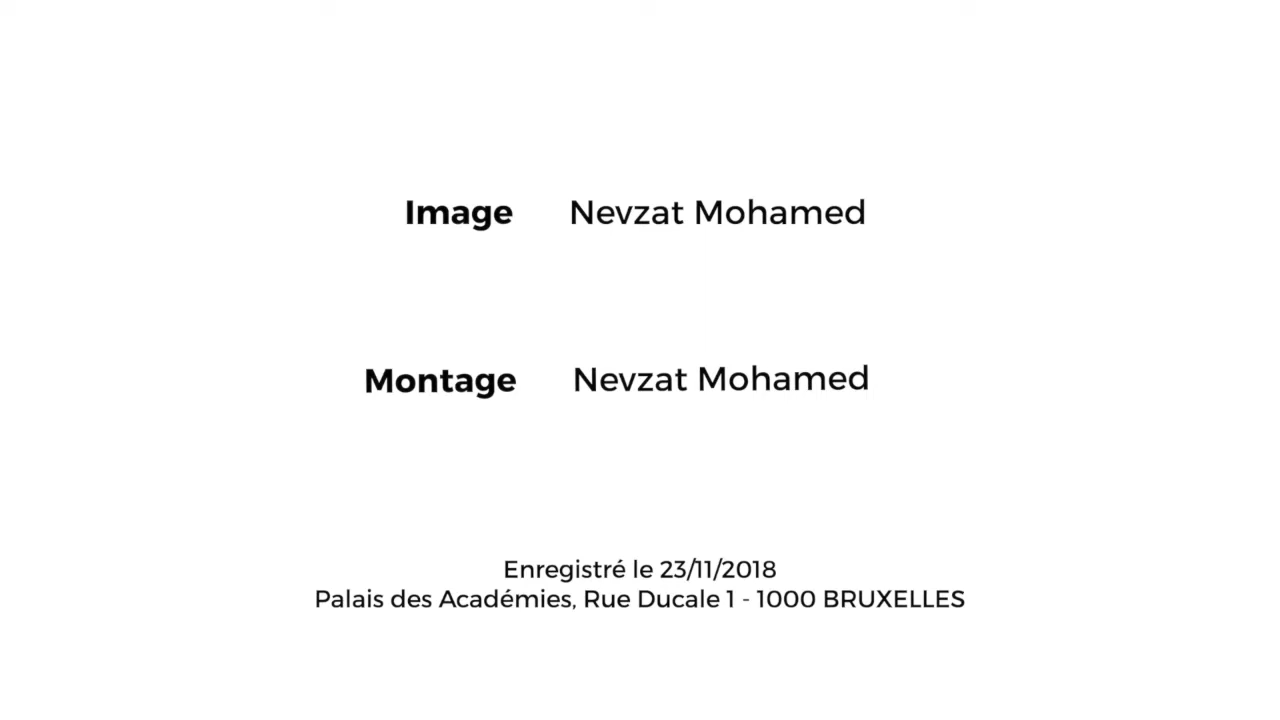 Image Nevzat Mohamed
Montage Nevzat Mohamed
Enregistré le 23/11/2018
Palais des Académies, Rue Ducale 1 - 1000 BRUXELLES